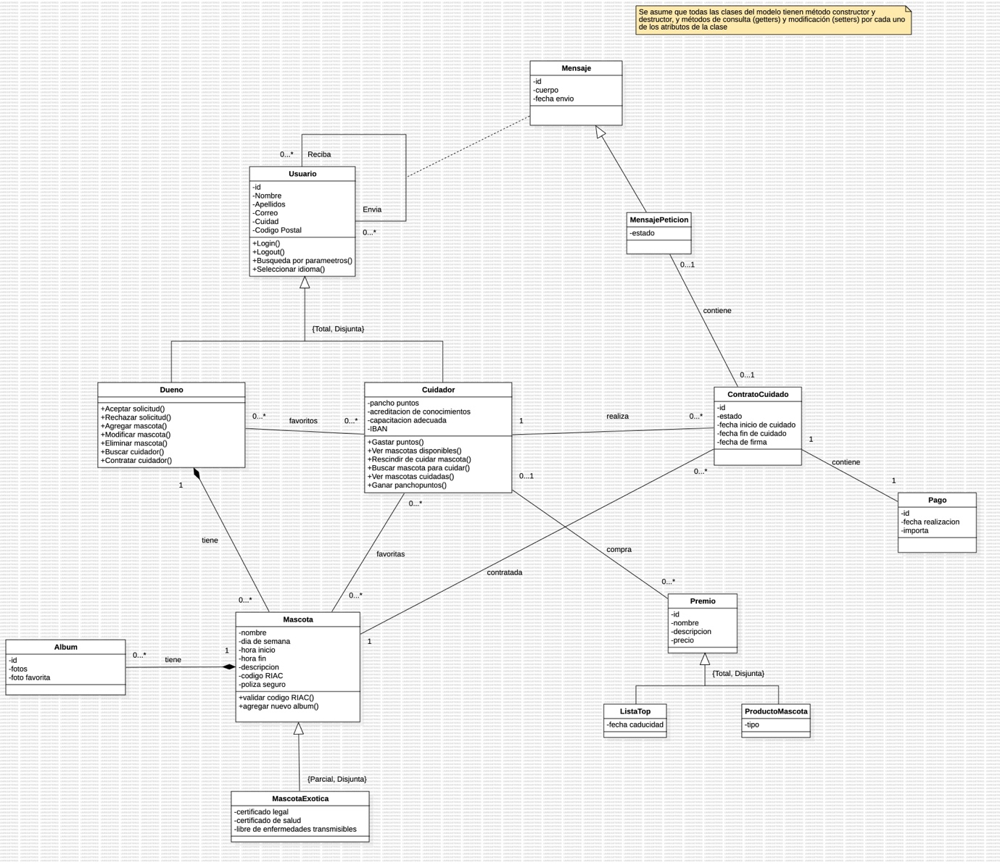 Se asume que todas las clases del modelo tienen método constructor y
destructor, y métodos de consulta (getters) y modificación (setters) por cada uno
de los atributos de la clase
Mensaje
-id
-cuerpo
-fecha envio
0...*
Reciba
Usuario
-id
-Nombre
-Apellidos
-Correo
-Cuidad
-Codigo Postal
+Login()
+Logout()
+Busqueda por parameetros()
+Seleccionar idioma()
Envia
0...*
MensajePeticion
-estado
0...1
contiene
0...1
{Total, Disjunta}
Dueno
+Aceptar solicitud()
+Rechazar solicitud()
+Agregar mascota()
+Modificar mascota()
+Eliminar mascota()
+Buscar cuidador()
+Contratar cuidador()
0...*
favoritos
0...*
Cuidador
-pancho puntos
-acreditacion de conocimientos
-capacitacion adecuada
-IBAN
+Gastar puntos()
+Ver mascotas disponibles()
+Rescindir de cuidar mascota()
+Buscar mascota para cuidar()
+Ver mascotas cuidadas()
+Ganar panchopuntos()
1
realiza
0...*
ContratoCuidado
-id
-estado
-fecha inicio de cuidado
-fecha fin de cuidado
-fecha de firma
1
contiene
1
Pago
-id
-fecha realizacion
-importa
0...*
0...1
1
tiene
0...*
0...*
favoritas
0...*
contratada
1
compra
0...*
Premio
-id
-nombre
-descripcion
-precio
{Total, Disjunta}
ListaTop
-fecha caducidad
ProductoMascota
-tipo
Mascota
-nombre
-dia de semana
-hora inicio
-hora fin
-descripcion
-codigo RIAC
-poliza seguro
+validar codigo RIAC()
+agregar nuevo album()
Album
-id
-fotos
-foto favorita
0...*
tiene
1
{Parcial, Disjunta}
MascotaExotica
-certificado legal
-certificado de salud
-libre de enfermedades transmisibles